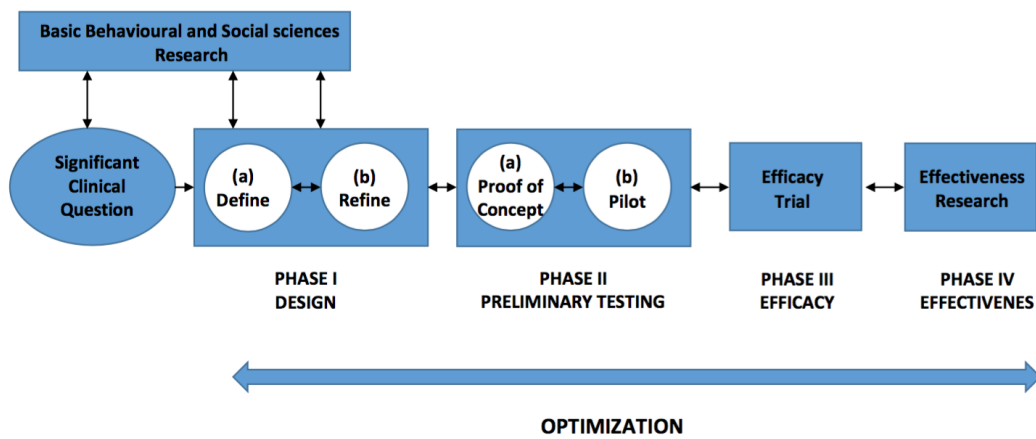 Basic Behavioural and Social sciences
Research
Significant
Clinical
Question
(a)
Define
(b)
Refine
(a)
Proof of
Concept
(b)
Pilot
Efficacy
Trial
Effectiveness
Research
PHASE I
DESIGN
PHASE II
PRELIMINARY TESTING
PHASE III
EFFICACY
PHASE IV
EFFECTIVENES
OPTIMIZATION